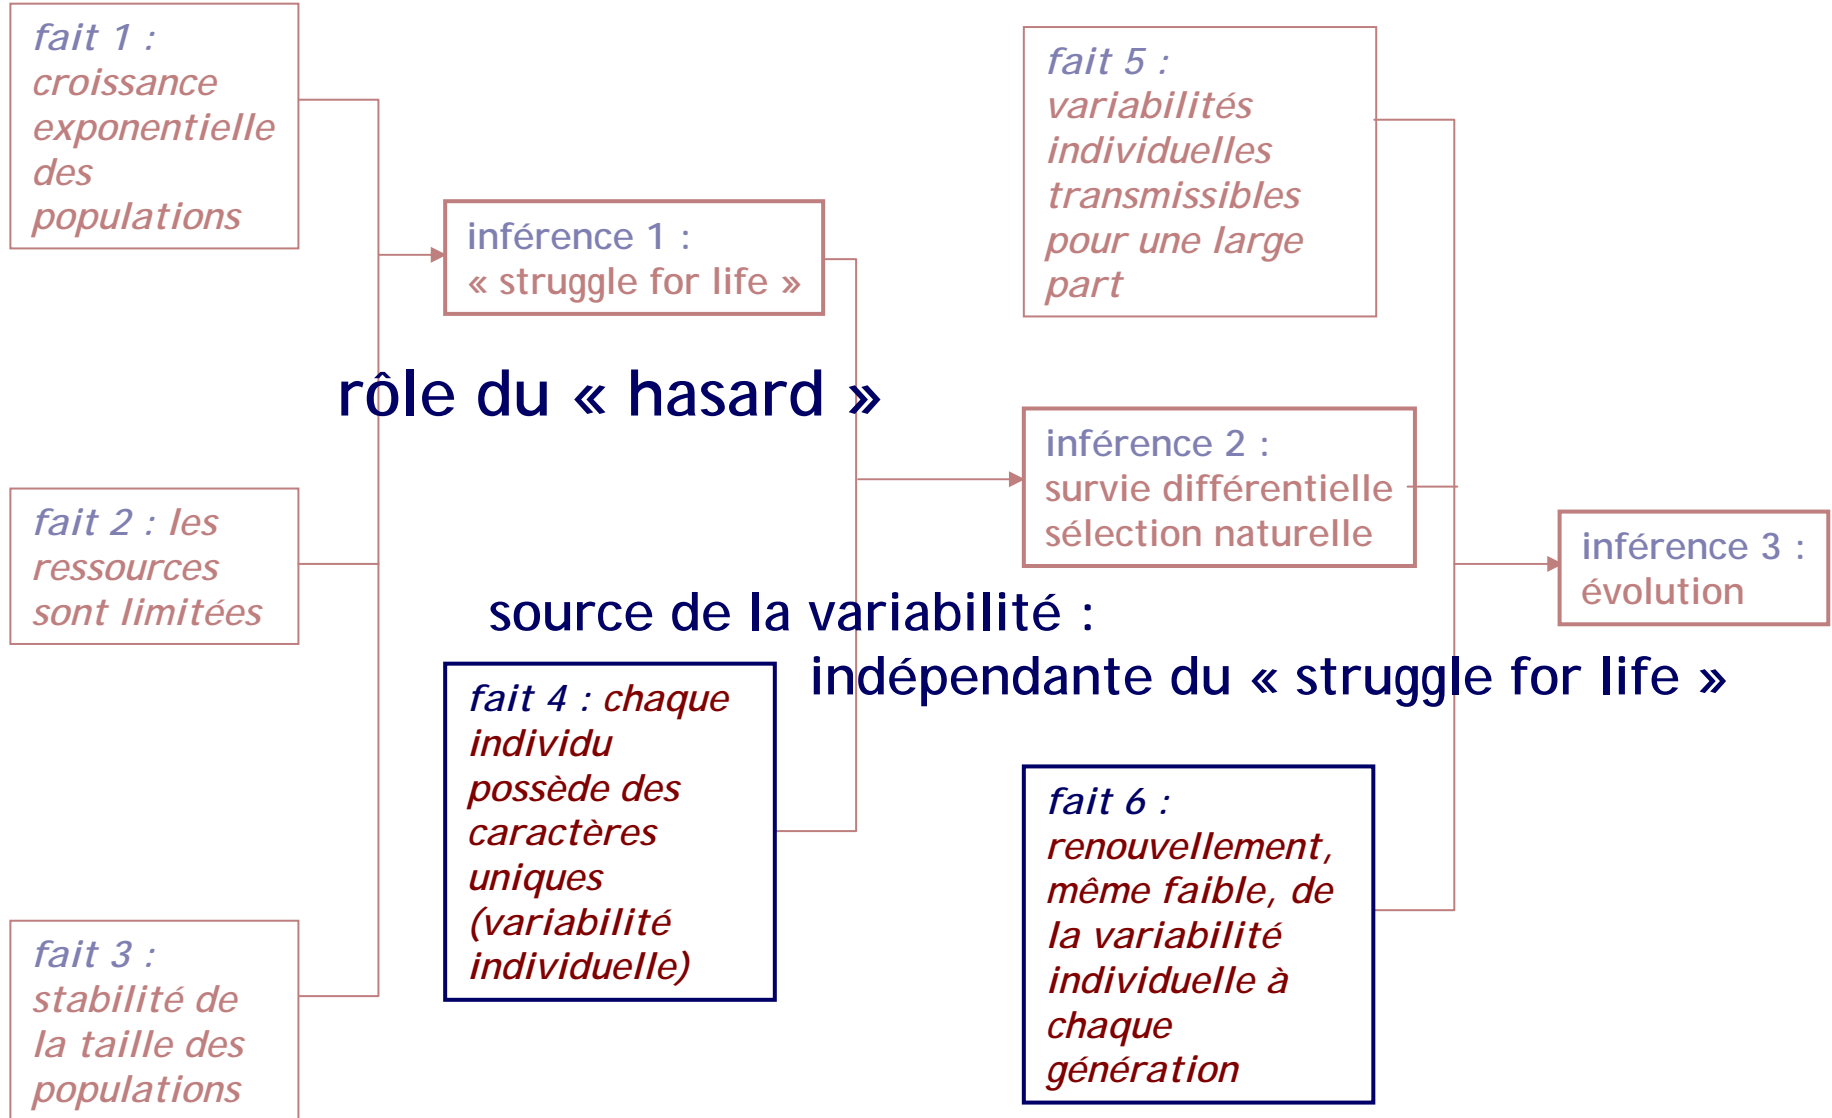 fait 1 :
croissance
exponentielle
des
populations
fait 2 : les
ressources
sont limitées
fait 3 :
stabilité de
la taille des
populations
inférence 1 :
« struggle for life »
rôle du « hasard »
source de la variabilité :
indépendante du « struggle for life »
fait 4 : chaque
individu
possède des
caractères
uniques
(variabilité
individuelle)
fait 5 :
variabilités
individuelles
transmissibles
pour une large
part
inférence 2 :
survie différentielle
sélection naturelle
fait 6 :
renouvellement,
même faible, de
la variabilité
individuelle à
chaque
génération
inférence 3 :
évolution